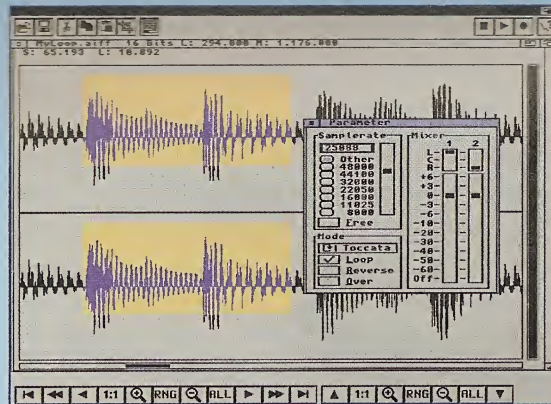 MyLoop.aiff 16 Bits L: 294.000 M: 1.176.000
S: 65.193 L: 10.892
Parameter
Samplerate
25088
Other
48000
44100
32000
22050
16000
11025
8000
Free
Mode
Toccata
Loop
Reverse
Over
Mixer
1 2
L
C
R
+6
+3
0
-3
-6
-10
-20
-30
-40
-50
-60
Off
1:1 RNG ALL 1:1 RNG ALL